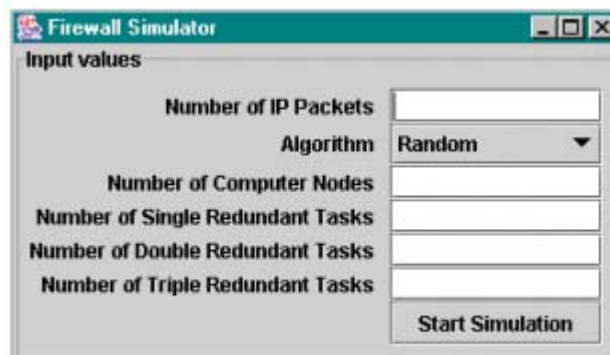 Firewall Simulator
Input values
Number of IP Packets
Algorithm Random
Number of Computer Nodes
Number of Single Redundant Tasks
Number of Double Redundant Tasks
Number of Triple Redundant Tasks
Start Simulation